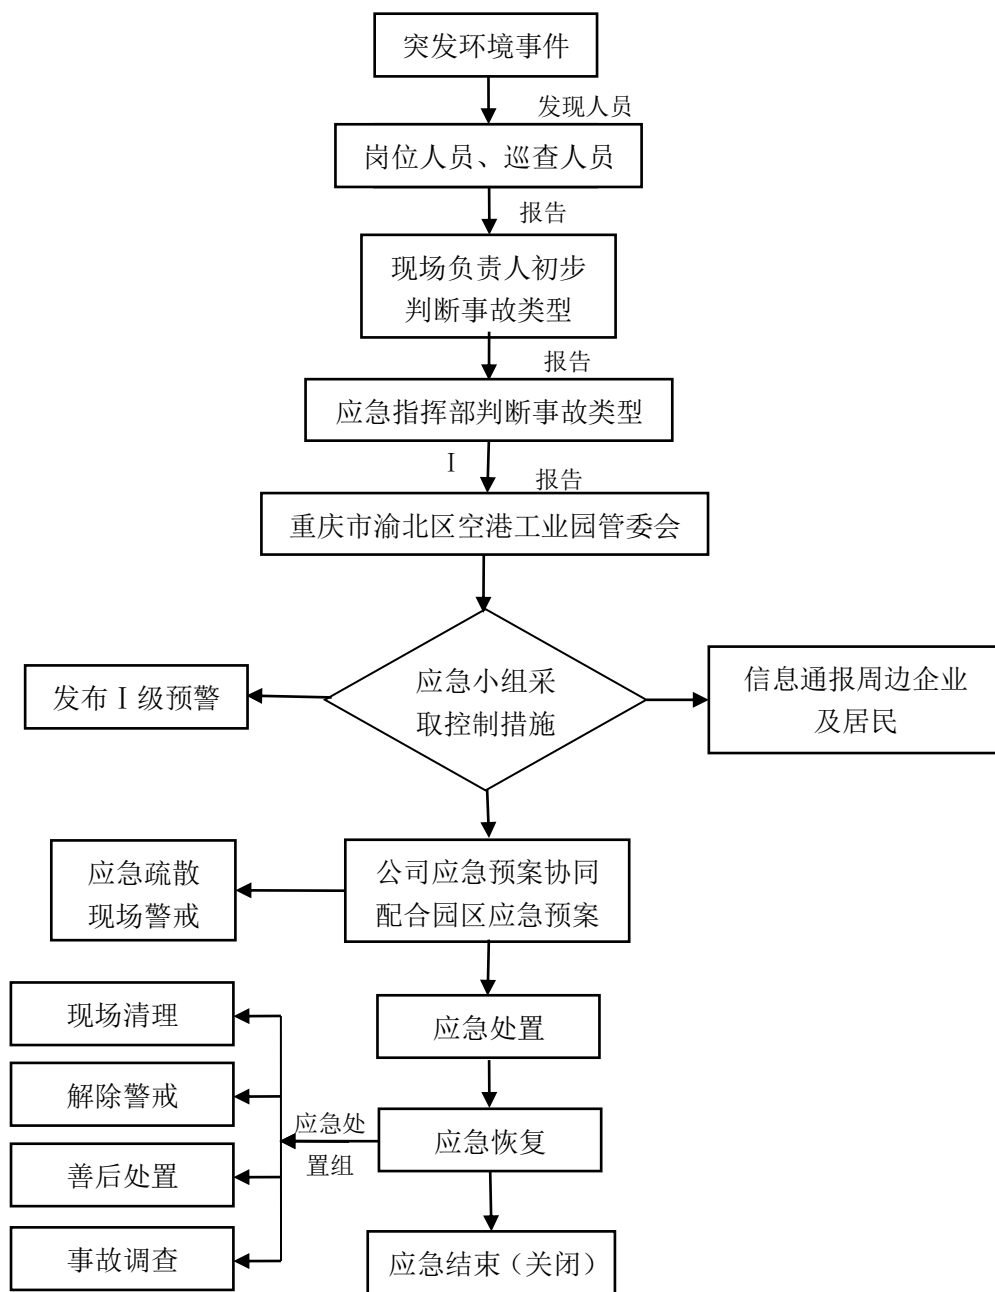 突发环境事件
发现人员
岗位人员、巡查人员
报告
现场负责人初步
判断事故类型
报告
应急指挥部判断事故类型
Ⅰ
报告
重庆市渝北区空港工业园管委会
应急小组采
取控制措施
发布Ⅰ级预警
信息通报周边企业
及居民
公司应急预案协同
配合园区应急预案
应急疏散
现场警戒
应急处置
现场清理
解除警戒
善后处置
事故调查
应急处
置组
应急恢复
应急结束（关闭）